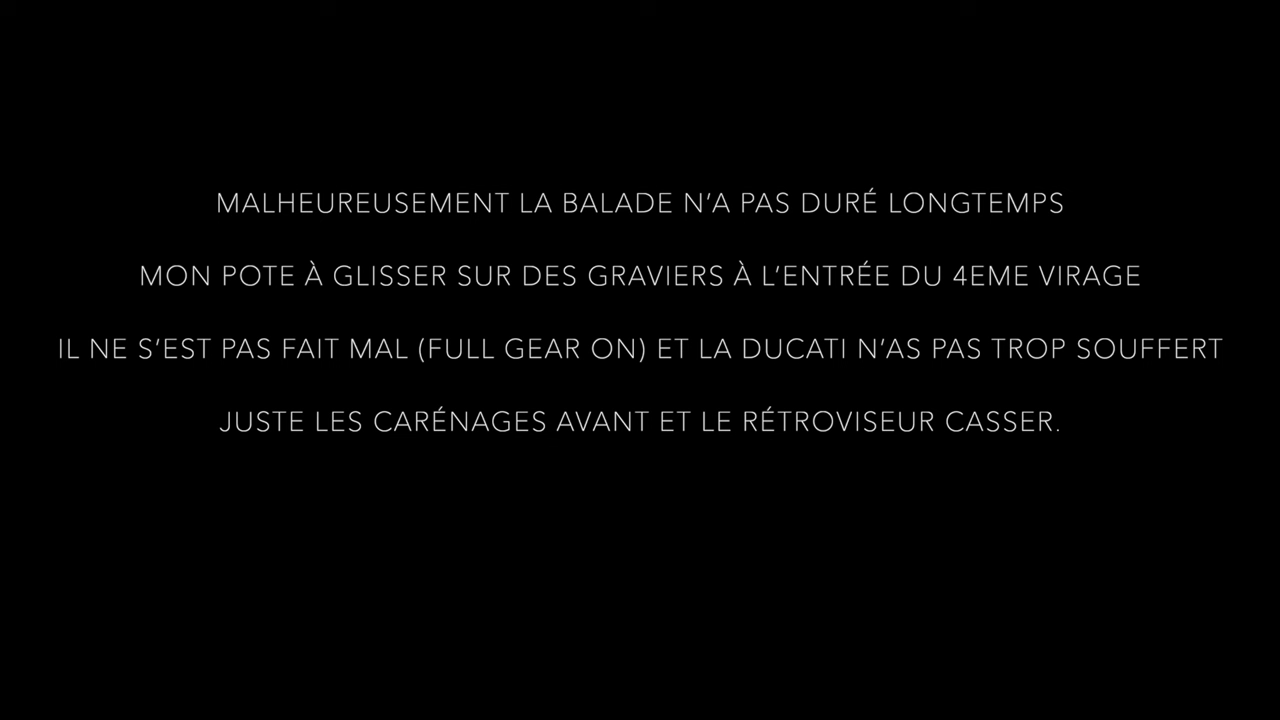 MALHEUREUSEMENT LA BALADE N’A PAS DURÉ LONGTEMPS
MON POTE À GLISSER SUR DES GRAVIERS À L’ENTRÉE DU 4EME VIRAGE
IL NE S’EST PAS FAIT MAL (FULL GEAR ON) ET LA DUCATI N’AS PAS TROP SOUFFERT
JUSTE LES CARÉNAGES AVANT ET LE RÉTROVISEUR CASSER.